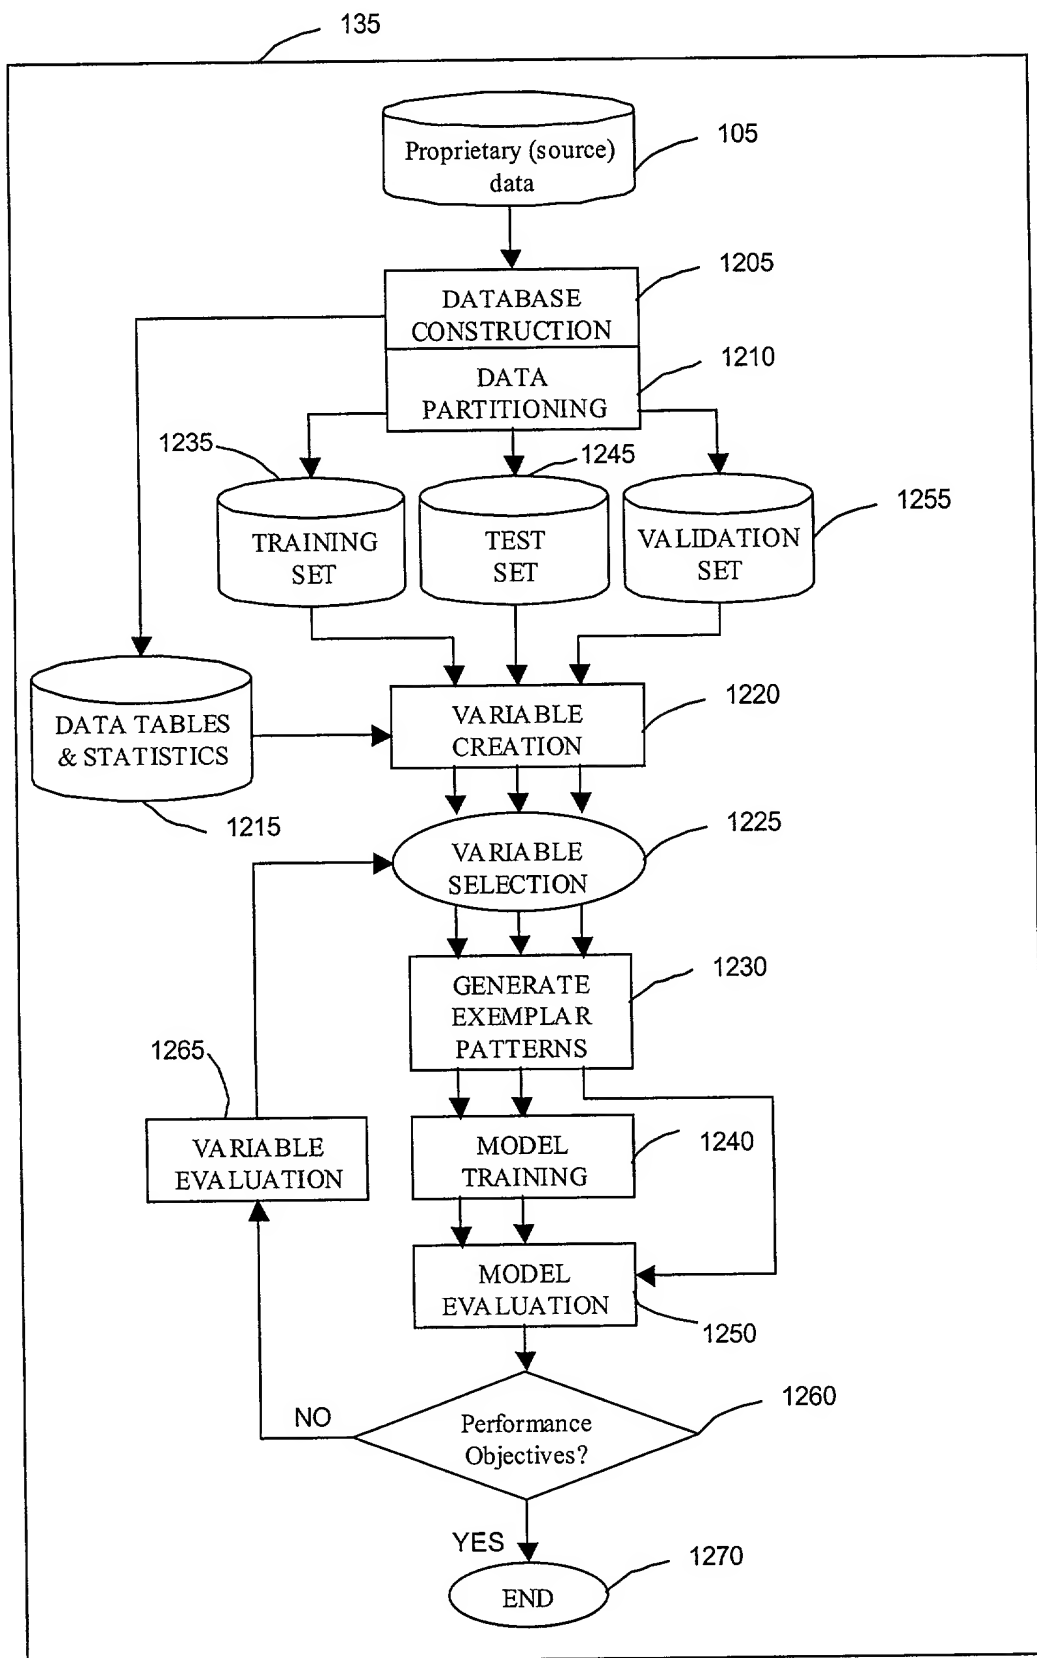 135
Proprietary (source)
data
105
DATABASE
CONSTRUCTION
1205
DATA
PARTITIONING
1210
1235
1245
TRAINING
SET
TEST
SET
VALIDATION
SET
1255
DATA TABLES
& STATISTICS
1215
VARIABLE
CREATION
1220
VARIABLE
SELECTION
1225
GENERATE
EXEMPLAR
PATTERNS
1230
1265
VARIABLE
EVALUATION
MODEL
TRAINING
1240
MODEL
EVALUATION
1250
NO
Performance
Objectives?
1260
YES
END
1270